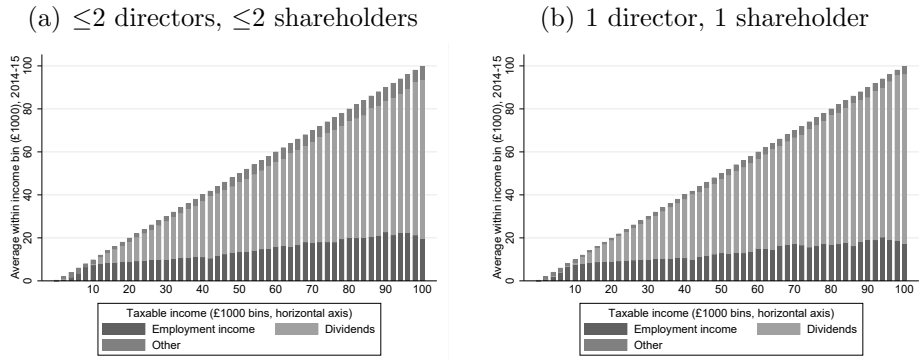 (a) ≤2 directors, ≤2 shareholders
Average within income bin (£1000), 2014-15
100
80
60
40
20
0
10 20 30 40 50 60 70 80 90 100
Taxable income (£1000 bins, horizontal axis)
Employment income Dividends
Other
(b) 1 director, 1 shareholder
Average within income bin (£1000), 2014-15
100
80
60
40
20
0
10 20 30 40 50 60 70 80 90 100
Taxable income (£1000 bins, horizontal axis)
Employment income Dividends
Other